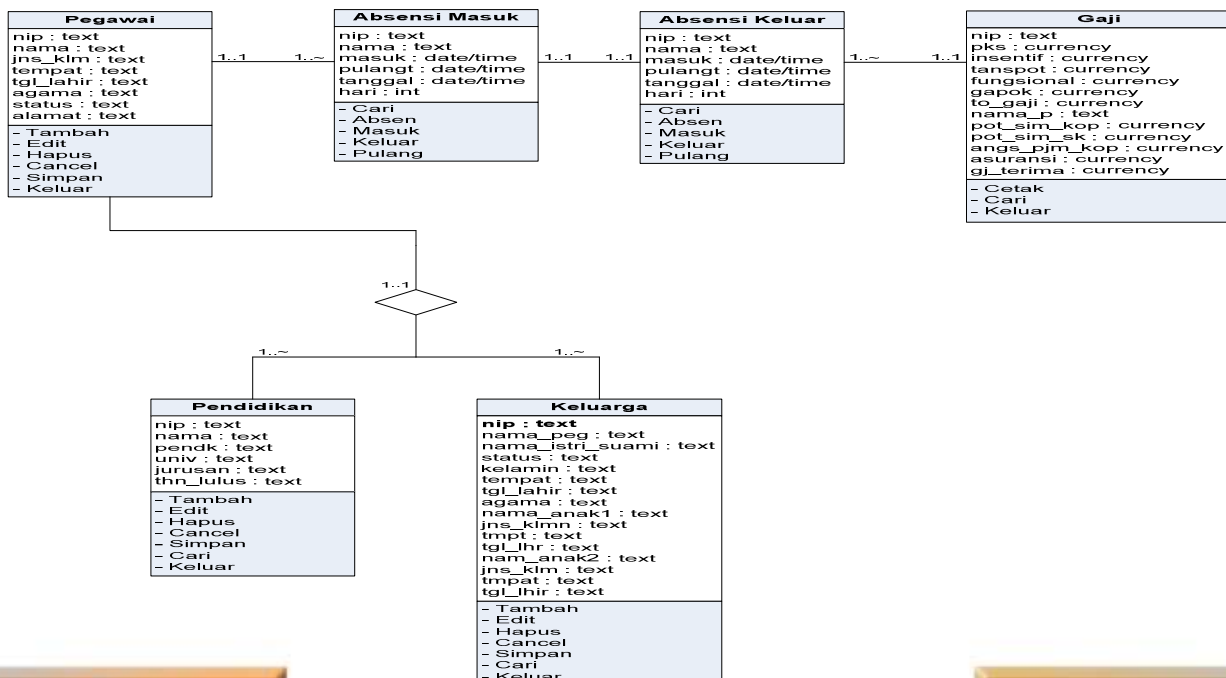 Pegawai
nip : text
nama : text
jns_klm : text
tempat : text
tgl_lahir : text
agama : text
status : text
alamat : text
- Tambah
- Edit
- Hapus
- Cancel
- Simpan
- Keluar
1..1
1..~
Absensi Masuk
nip : text
nama : text
masuk : date/time
pulangt : date/time
tanggal : date/time
hari : int
- Cari
- Absen
- Masuk
- Keluar
- Pulang
1..1
1..1
Absensi Keluar
nip : text
nama : text
masuk : date/time
pulangt : date/time
tanggal : date/time
hari : int
- Cari
- Absen
- Masuk
- Keluar
- Pulang
1..~
1..1
Gaji
nip : text
pks : currency
insentif : currency
tanspot : currency
fungsional : currency
gapok : currency
to_gaji : currency
nama_p : text
pot_sim_kop : currency
pot_sim_sk : currency
angs_pjm_kop : currency
asuransi : currency
gj_terima : currency
- Cetak
- Cari
- Keluar
1..1
1..~
1..~
Pendidikan
nip : text
nama : text
pendk : text
univ : text
jurusan : text
thn_lulus : text
- Tambah
- Edit
- Hapus
- Cancel
- Simpan
- Cari
- Keluar
Keluarga
nip : text
nama_peg : text
nama_istri_suami : text
status : text
kelamin : text
tempat : text
tgl_lahir : text
agama : text
nama_anak1 : text
jns_klmn : text
tmpt : text
tgl_lhr : text
nam_anak2 : text
jns_klm : text
tmpat : text
tgl_lhir : text
- Tambah
- Edit
- Hapus
- Cancel
- Simpan
- Cari
- Keluar